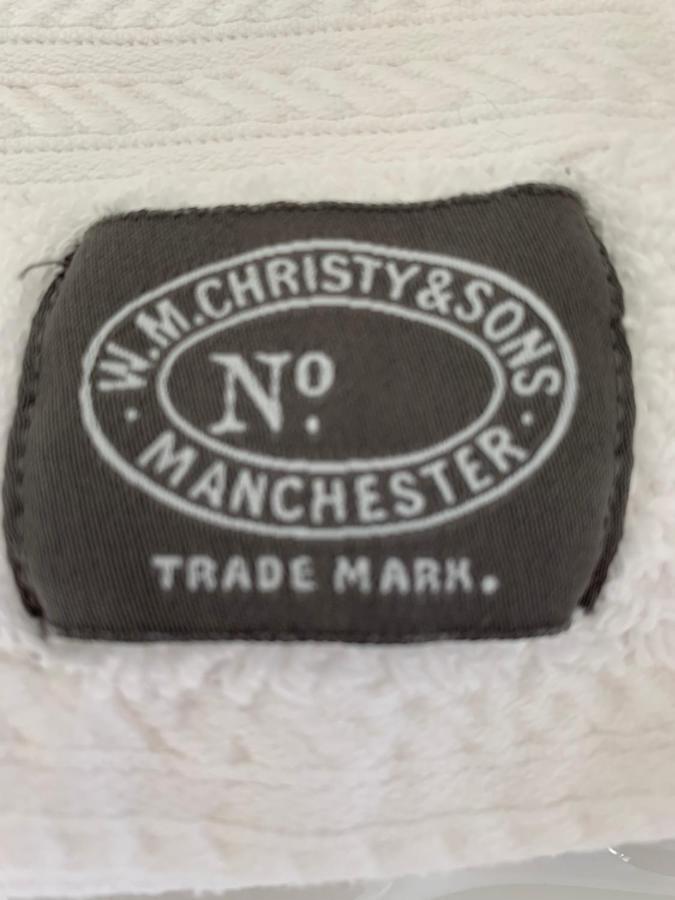 W.M.CHRISTY&SONS
Nº.
· MANCHESTER ·
TRADE MARK.